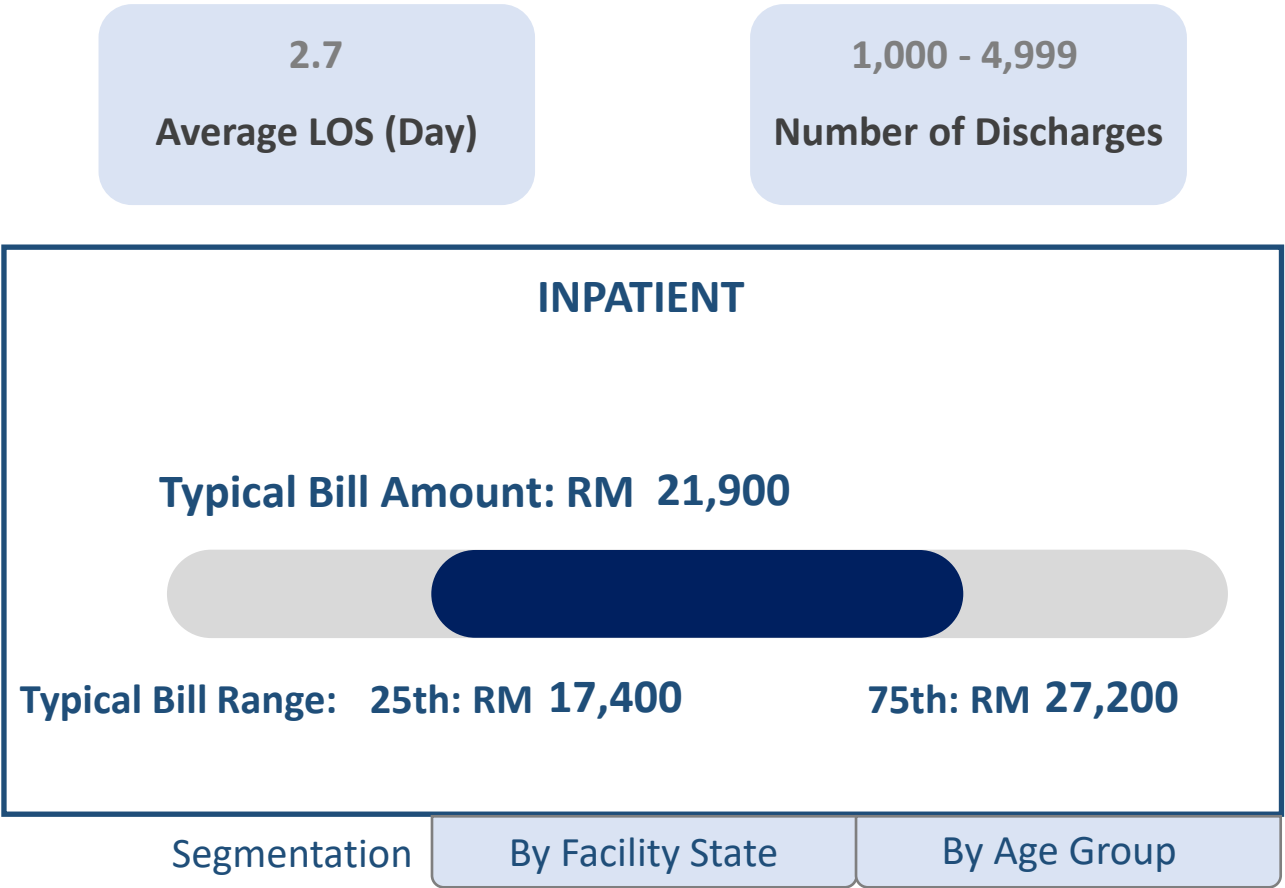 2.7
Average LOS (Day)
1,000 - 4,999
Number of Discharges
INPATIENT
Typical Bill Amount: RM 21,900
Typical Bill Range: 25th: RM 17,400 75th: RM 27,200
Segmentation By Facility State By Age Group